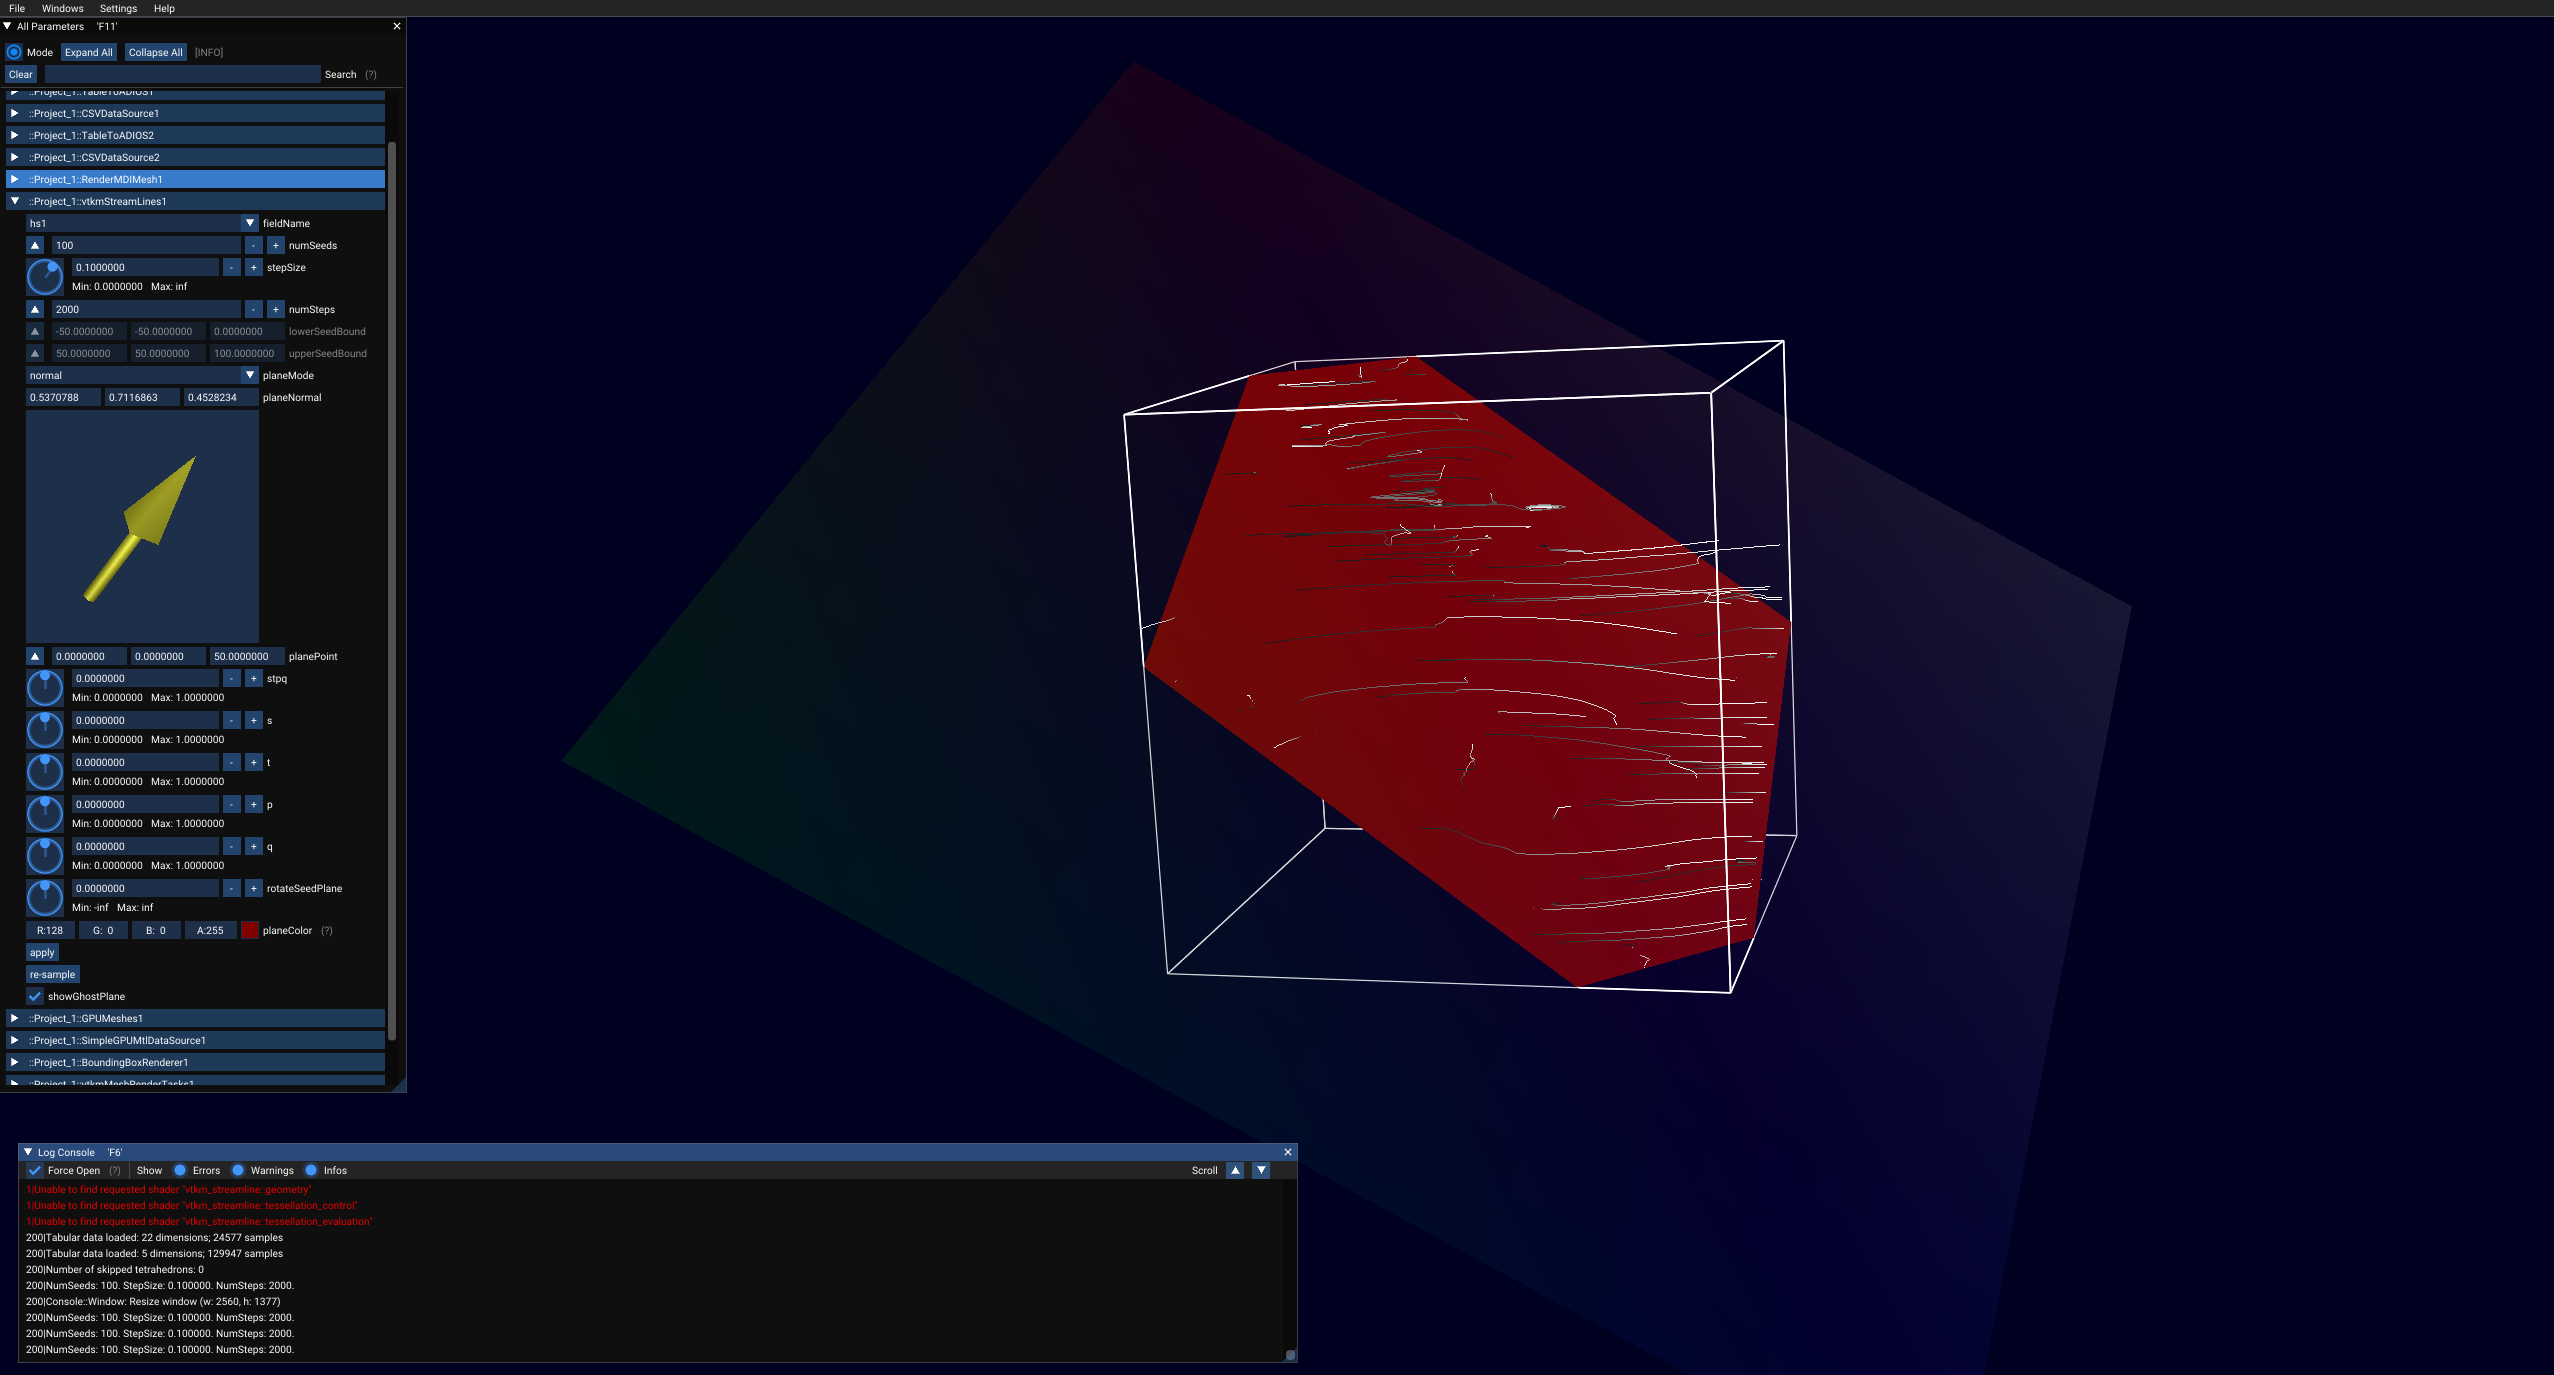 File Windows Settings Help
All Parameters 'F11'
Mode Expand All Collapse All [INFO]
Clear Search (?)
::Project_1::TableToADIOS1
::Project_1::CSVDataSource1
::Project_1::TableToADIOS2
::Project_1::CSVDataSource2
::Project_1::RenderMDIMesh1
::Project_1::vtkmStreamLines1
hs1 fieldName
100 - + numSeeds
0.1000000 - + stepSize
Min: 0.0000000 Max: inf
2000 - + numSteps
-50.0000000 -50.0000000 0.0000000 lowerSeedBound
50.0000000 50.0000000 100.0000000 upperSeedBound
normal planeMode
0.5370788 0.7116863 0.4528234 planeNormal
0.0000000 0.0000000 50.0000000 planePoint
0.0000000 - + stpq
Min: 0.0000000 Max: 1.0000000
0.0000000 - + s
Min: 0.0000000 Max: 1.0000000
0.0000000 - + t
Min: 0.0000000 Max: 1.0000000
0.0000000 - + p
Min: 0.0000000 Max: 1.0000000
0.0000000 - + q
Min: 0.0000000 Max: 1.0000000
0.0000000 - + rotateSeedPlane
Min: -inf Max: inf
R:128 G: 0 B: 0 A:255 planeColor (?)
apply
re-sample
showGhostPlane
::Project_1::GPUMeshes1
::Project_1::SimpleGPUMtlDataSource1
::Project_1::BoundingBoxRenderer1
::Project_1::vtkmMeshRenderTasks1
Log Console 'F6'
Force Open (?) Show Errors Warnings Infos Scroll
1|Unable to find requested shader "vtkm_streamline::geometry"
1|Unable to find requested shader "vtkm_streamline::tessellation_control"
1|Unable to find requested shader "vtkm_streamline::tessellation_evaluation"
200|Tabular data loaded: 22 dimensions; 24577 samples
200|Tabular data loaded: 5 dimensions; 129947 samples
200|Number of skipped tetrahedrons: 0
200|NumSeeds: 100. StepSize: 0.100000. NumSteps: 2000.
200|Console::Window: Resize window (w: 2560, h: 1377)
200|NumSeeds: 100. StepSize: 0.100000. NumSteps: 2000.
200|NumSeeds: 100. StepSize: 0.100000. NumSteps: 2000.
200|NumSeeds: 100. StepSize: 0.100000. NumSteps: 2000.